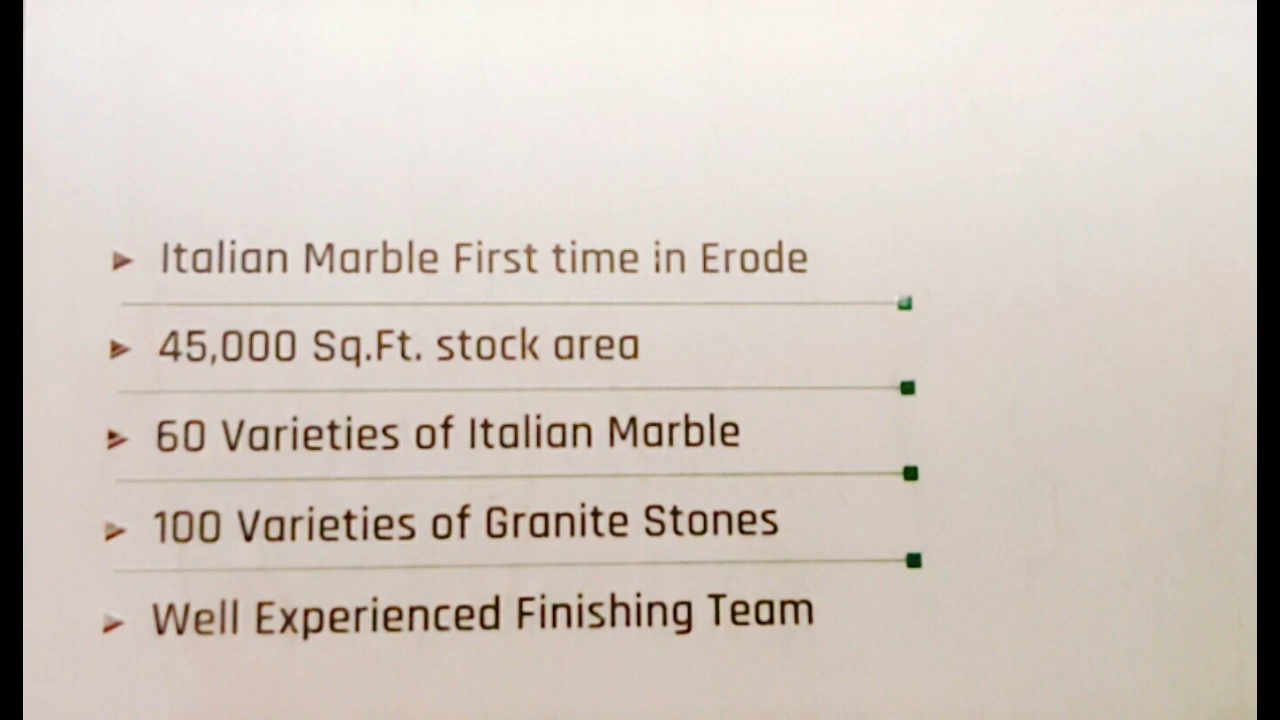 Italian Marble First time in Erode
45,000 Sq.Ft. stock area
60 Varieties of Italian Marble
100 Varieties of Granite Stones
Well Experienced Finishing Team